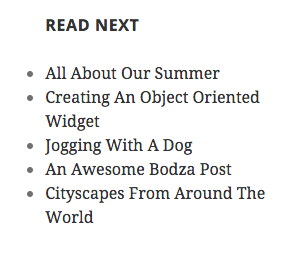 READ NEXT
All About Our Summer
Creating An Object Oriented
Widget
Jogging With A Dog
An Awesome Bodza Post
Cityscapes From Around The
World